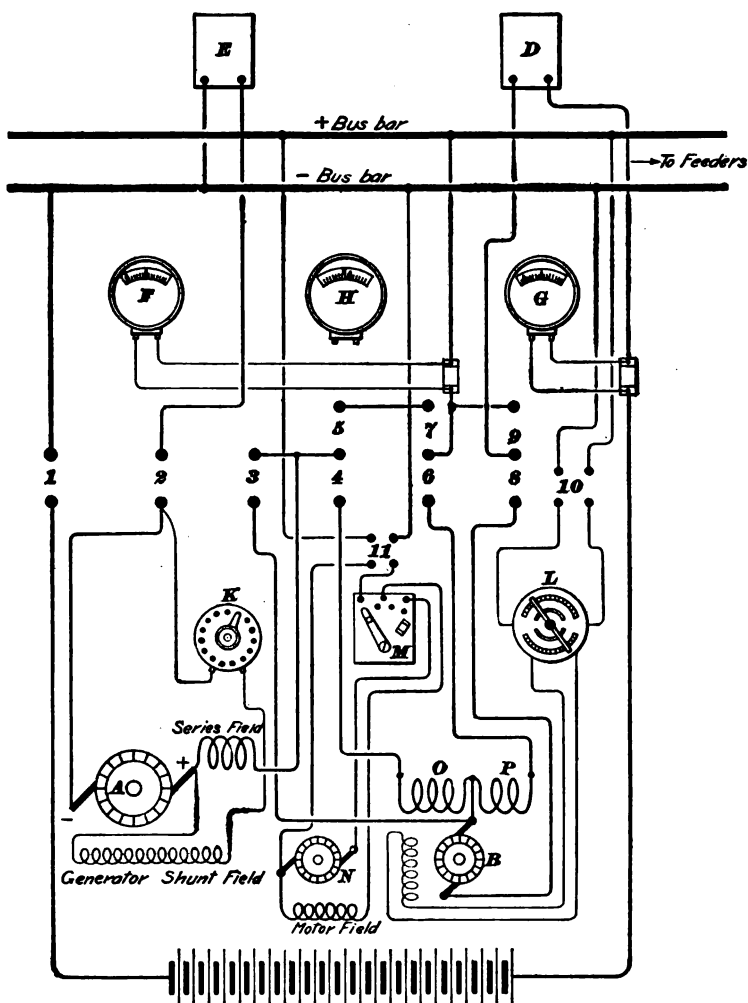 E
D
+ Bus bar
→To Feeders
− Bus bar
F
H
G
5
7
9
1
2
3
4
6
8
10
11
K
L
M
Series Field
A
+
−
O
P
N
B
Generator Shunt Field
Motor Field